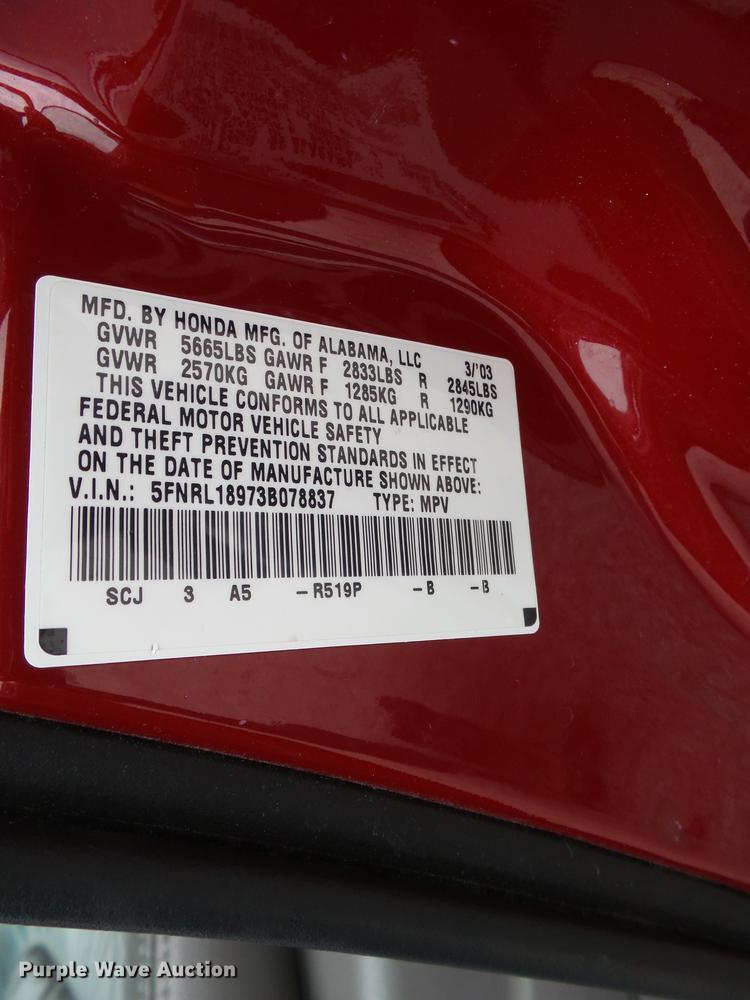 MFD. BY HONDA MFG. OF ALABAMA, LLC 3/'03
GVWR 5665LBS GAWR F 2833LBS R 2845LBS
GVWR 2570KG GAWR F 1285KG R 1290KG
THIS VEHICLE CONFORMS TO ALL APPLICABLE
FEDERAL MOTOR VEHICLE SAFETY
AND THEFT PREVENTION STANDARDS IN EFFECT
ON THE DATE OF MANUFACTURE SHOWN ABOVE:
V.I.N.: 5FNRL18973B078837 TYPE: MPV
SCJ 3 A5 -R519P -B -B
Purple Wave Auction